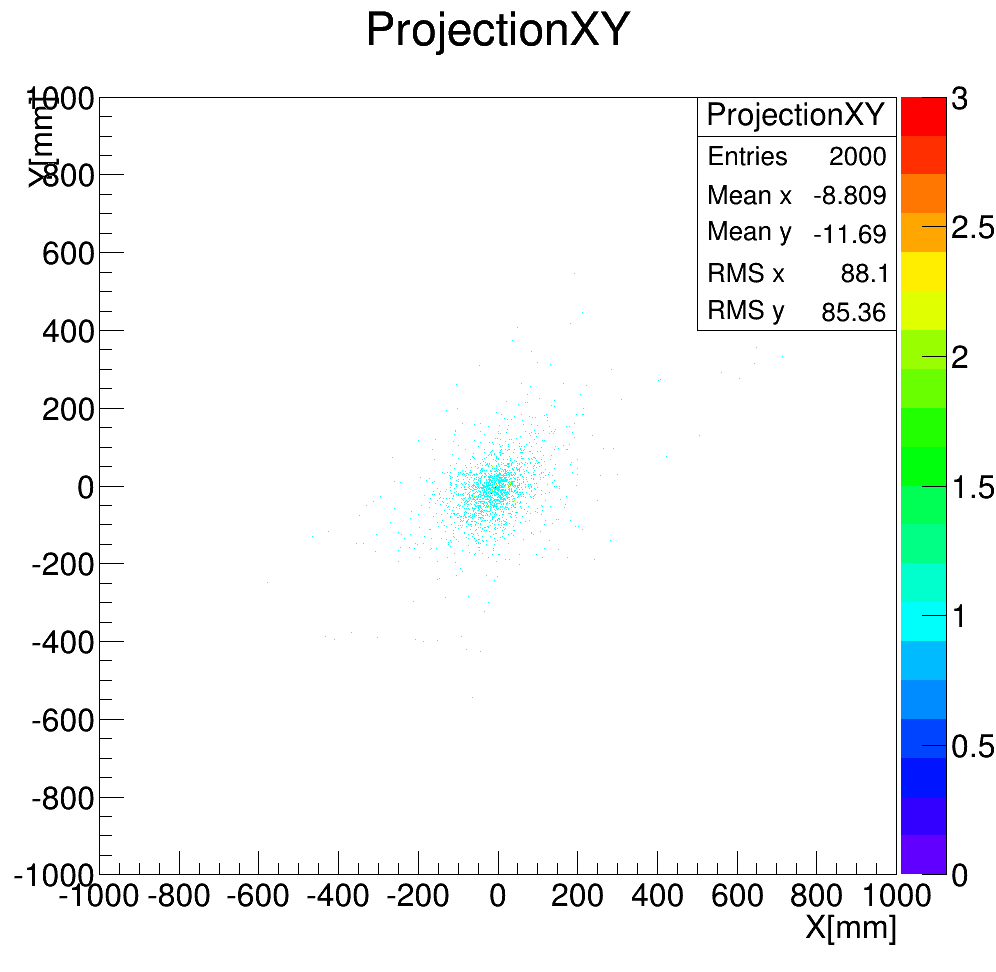 ProjectionXY
Y[mm]
1000
800
600
400
200
0
-200
-400
-600
-800
-1000
-1000 -800 -600 -400 -200 0 200 400 600 800 1000
X[mm]
ProjectionXY
Entries 2000
Mean x -8.809
Mean y -11.69
RMS x 88.1
RMS y 85.36
3
2.5
2
1.5
1
0.5
0